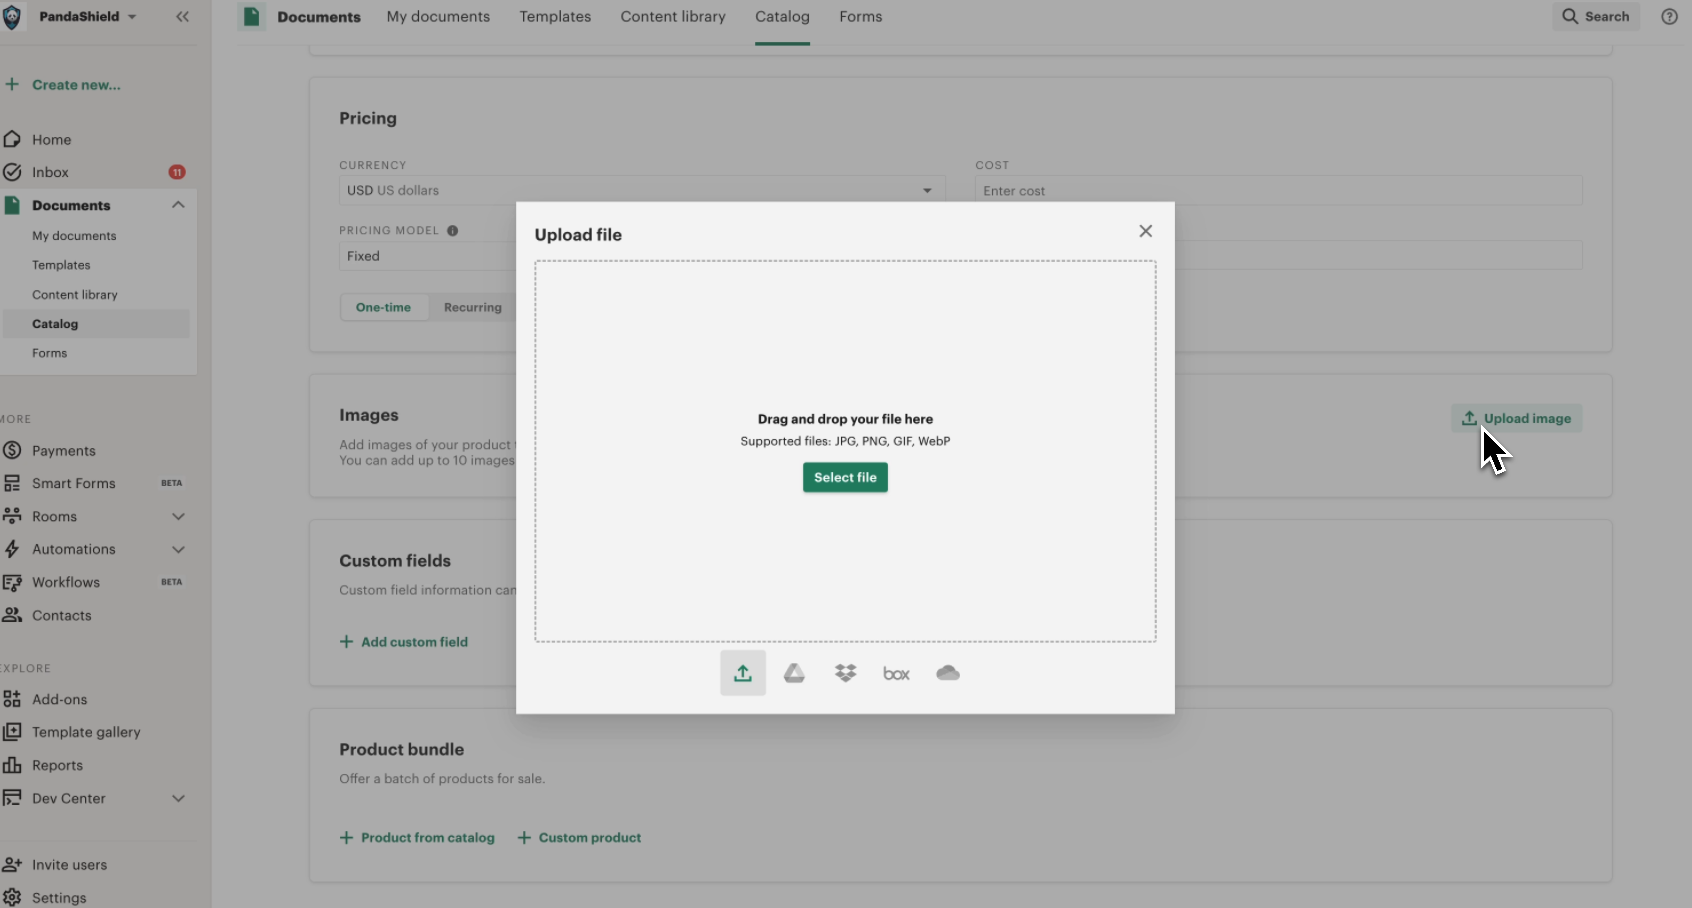 PandaShield
Documents
My documents
Templates
Content library
Catalog
Forms
Search
Create new...
Home
Inbox
11
Documents
My documents
Templates
Content library
Catalog
Forms
MORE
Payments
Smart Forms
BETA
Rooms
Automations
Workflows
BETA
Contacts
EXPLORE
Add-ons
Template gallery
Reports
Dev Center
Invite users
Settings
Pricing
CURRENCY
USD US dollars
COST
Enter cost
PRICING MODEL
Fixed
One-time
Recurring
Images
Add images of your product
You can add up to 10 images
Upload image
Custom fields
Custom field information can
Add custom field
Product bundle
Offer a batch of products for sale.
Product from catalog
Custom product
Upload file
Drag and drop your file here
Supported files: JPG, PNG, GIF, WebP
Select file
box